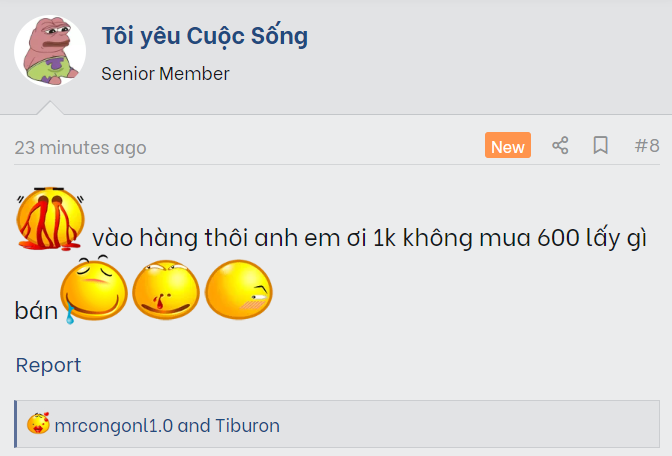 Tôi yêu Cuộc Sống
Senior Member
23 minutes ago New #8
vào hàng thôi anh em ơi 1k không mua 600 lấy gì
bán
Report
mrcongonl1.0 and Tiburon